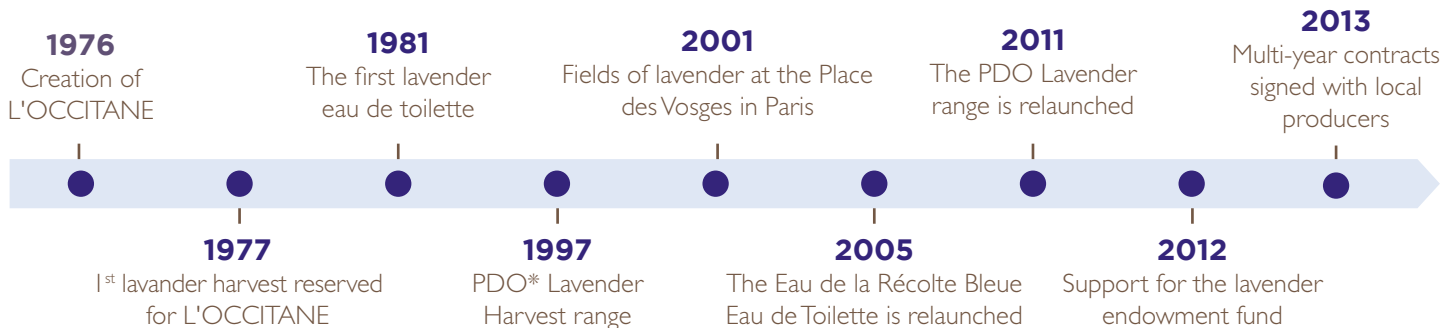 1976
Creation of
L'OCCITANE
1977
1st lavander harvest reserved
for L'OCCITANE
1981
The first lavender
eau de toilette
1997
PDO* Lavender
Harvest range
2001
Fields of lavender at the Place
des Vosges in Paris
2005
The Eau de la Récolte Bleue
Eau de Toilette is relaunched
2011
The PDO Lavender
range is relaunched
2012
Support for the lavender
endowment fund
2013
Multi-year contracts
signed with local
producers